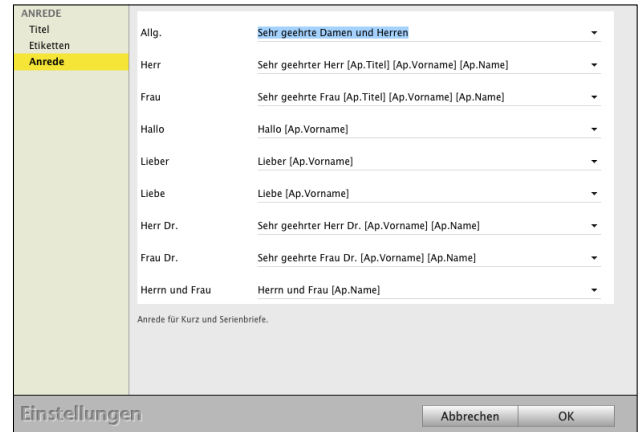 ANREDE
Titel
Etiketten
Anrede
Allg. Sehr geehrte Damen und Herren
Herr Sehr geehrter Herr [Ap.Titel] [Ap.Vorname] [Ap.Name]
Frau Sehr geehrte Frau [Ap.Titel] [Ap.Vorname] [Ap.Name]
Hallo Hallo [Ap.Vorname]
Lieber Lieber [Ap.Vorname]
Liebe Liebe [Ap.Vorname]
Herr Dr. Sehr geehrter Herr Dr. [Ap.Vorname] [Ap.Name]
Frau Dr. Sehr geehrte Frau Dr. [Ap.Vorname] [Ap.Name]
Herrn und Frau Herrn und Frau [Ap.Name]
Anrede für Kurz und Serienbriefe.
Einstellungen Abbrechen OK